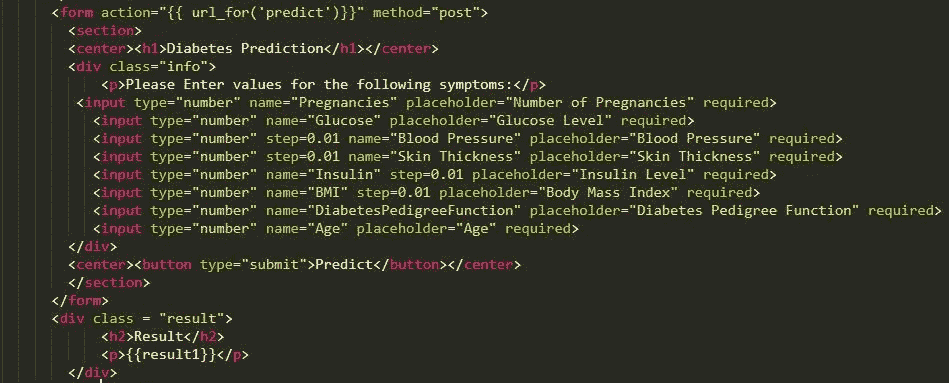 <form action="{{ url_for('predict')}}" method="post">
<section>
<center><h1>Diabetes Prediction</h1></center>
<div class="info">
<p>Please Enter values for the following symptoms:</p>
<input type="number" name="Pregnancies" placeholder="Number of Pregnancies" required>
<input type="number" name="Glucose" placeholder="Glucose Level" required>
<input type="number" step=0.01 name="Blood Pressure" placeholder="Blood Pressure" required>
<input type="number" step=0.01 name="Skin Thickness" placeholder="Skin Thickness" required>
<input type="number" name="Insulin" step=0.01 placeholder="Insulin Level" required>
<input type="number" name="BMI" step=0.01 placeholder="Body Mass Index" required>
<input type="number" name="DiabetesPedigreeFunction" placeholder="Diabetes Pedigree Function" required>
<input type="number" name="Age" placeholder="Age" required>
</div>
<center><button type="submit">Predict</button></center>
</section>
</form>
<div class = "result">
<h2>Result</h2>
<p>{{result1}}</p>
</div>